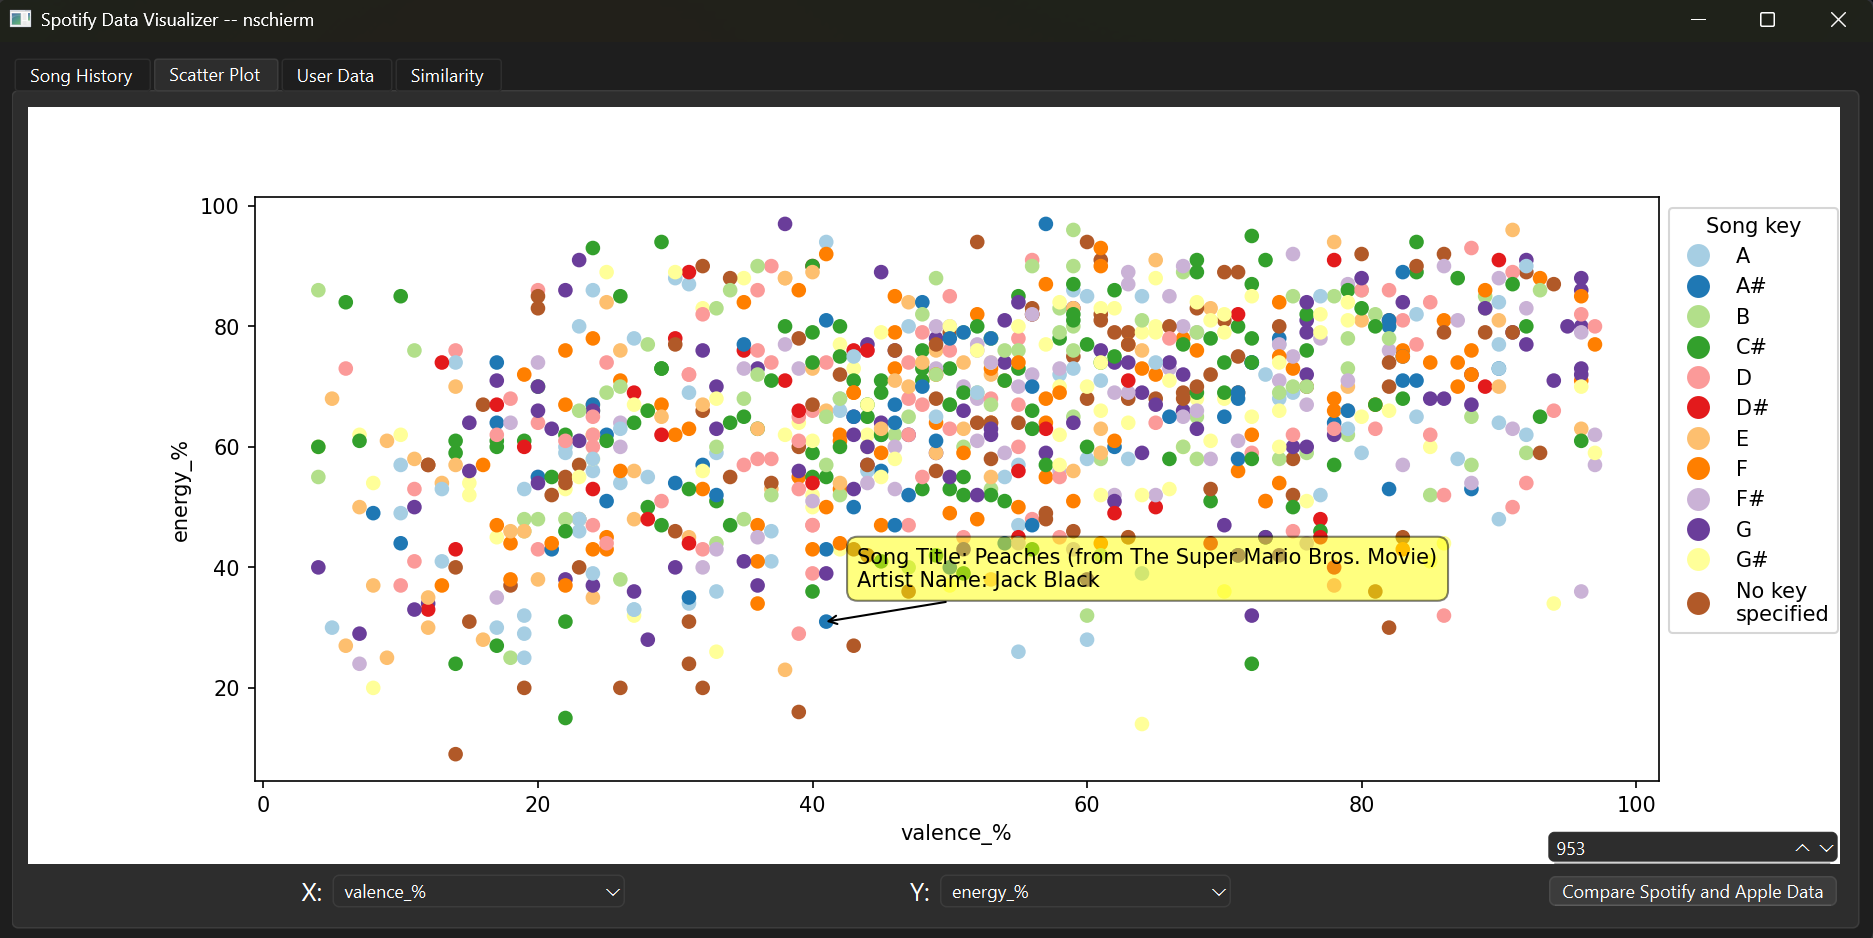 Spotify Data Visualizer -- nschierm
Song History
Scatter Plot
User Data
Similarity
100
80
60
40
20
energy_%
0
20
40
60
80
100
valence_%
Song Title: Peaches (from The Super Mario Bros. Movie)
Artist Name: Jack Black
Song key
A
A#
B
C#
D
D#
E
F
F#
G
G#
No key
specified
953
X:
valence_%
Y:
energy_%
Compare Spotify and Apple Data